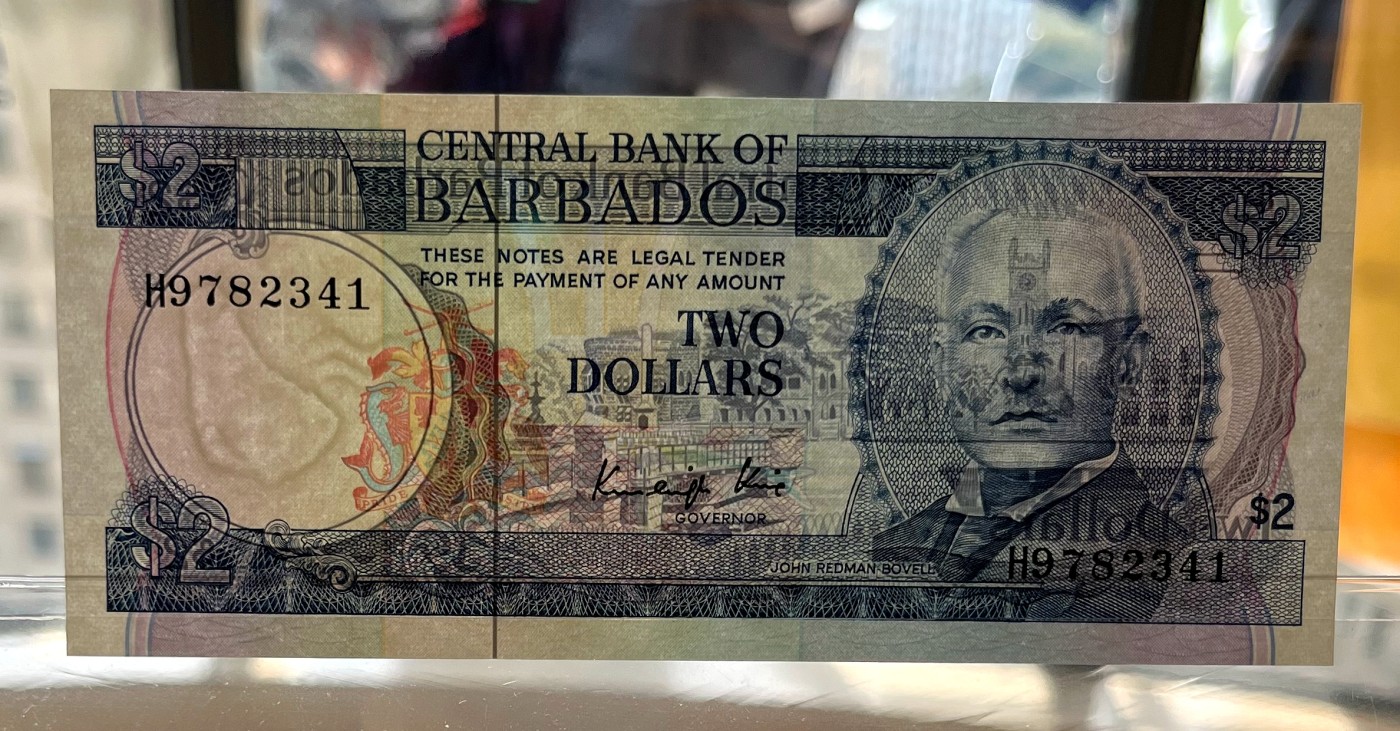 $2
CENTRAL BANK OF
BARBADOS
$2
THESE NOTES ARE LEGAL TENDER
FOR THE PAYMENT OF ANY AMOUNT
H9782341
TWO
DOLLARS
GOVERNOR
$2
$2
JOHN REDMAN BOVELL
H9782341